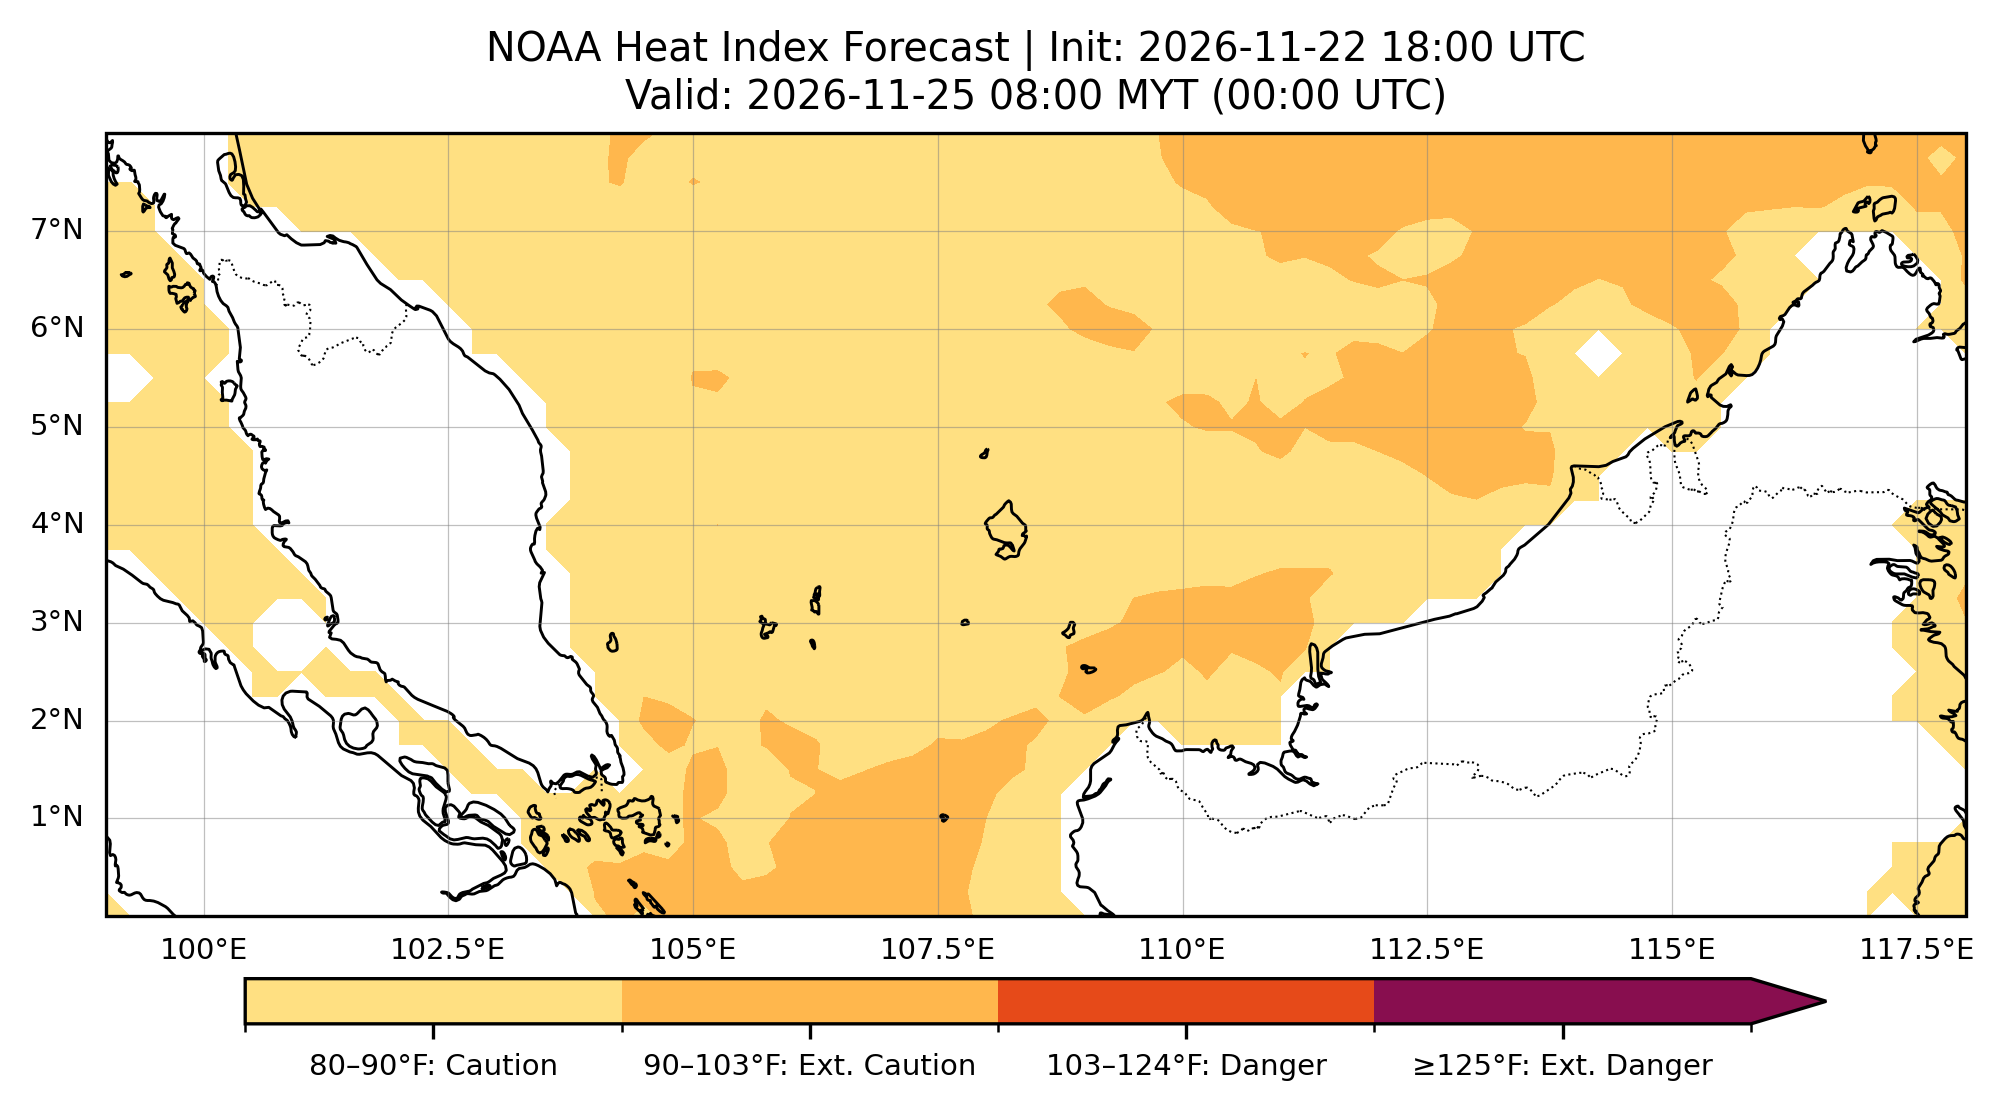 NOAA Heat Index Forecast | Init: 2026-11-22 18:00 UTC
Valid: 2026-11-25 08:00 MYT (00:00 UTC)
7°N
6°N
5°N
4°N
3°N
2°N
1°N
100°E 102.5°E 105°E 107.5°E 110°E 112.5°E 115°E 117.5°E
80–90°F: Caution 90–103°F: Ext. Caution 103–124°F: Danger ≥125°F: Ext. Danger